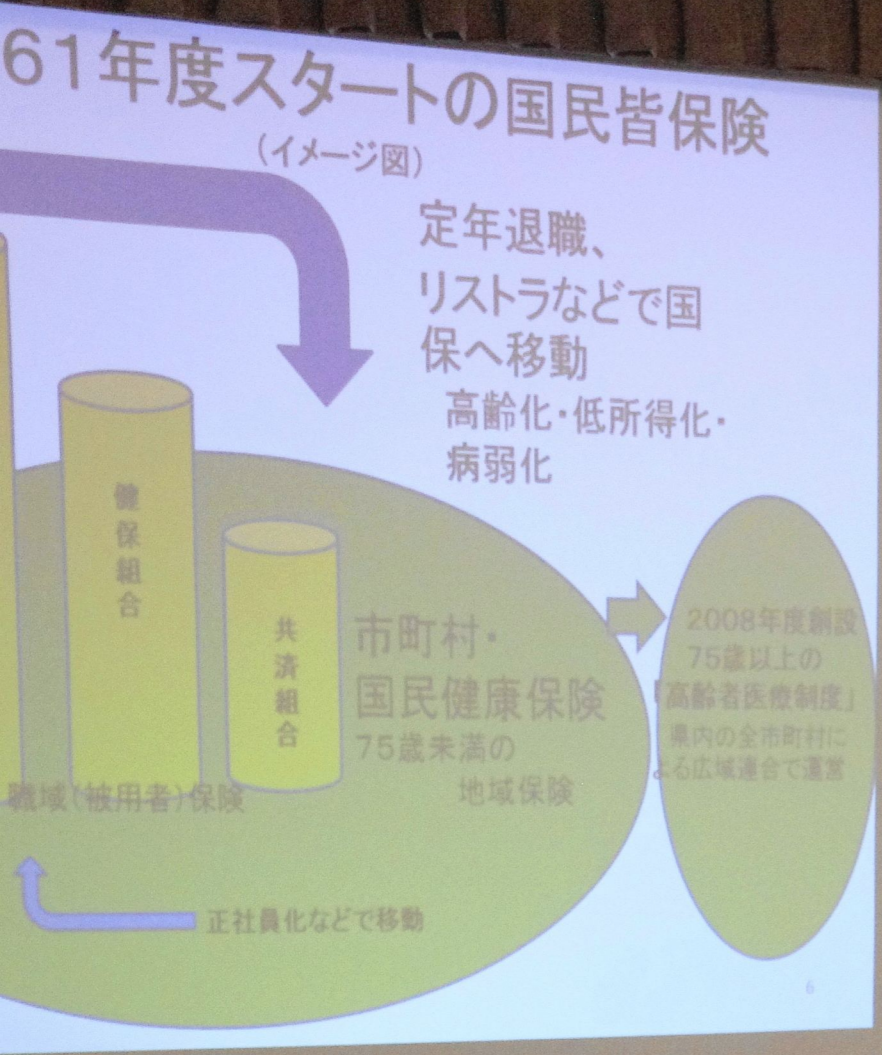 61年度スタートの国民皆保険
（イメージ図）
定年退職、
リストラなどで国
保へ移動
高齢化・低所得化・
病弱化
健保組合
共済組合
市町村・
国民健康保険
75歳未満の
地域保険
職域（被用者）保険
正社員化などで移動
2008年度創設
75歳以上の
「高齢者医療制度」
県内の全市町村に
よる広域連合で運営
6